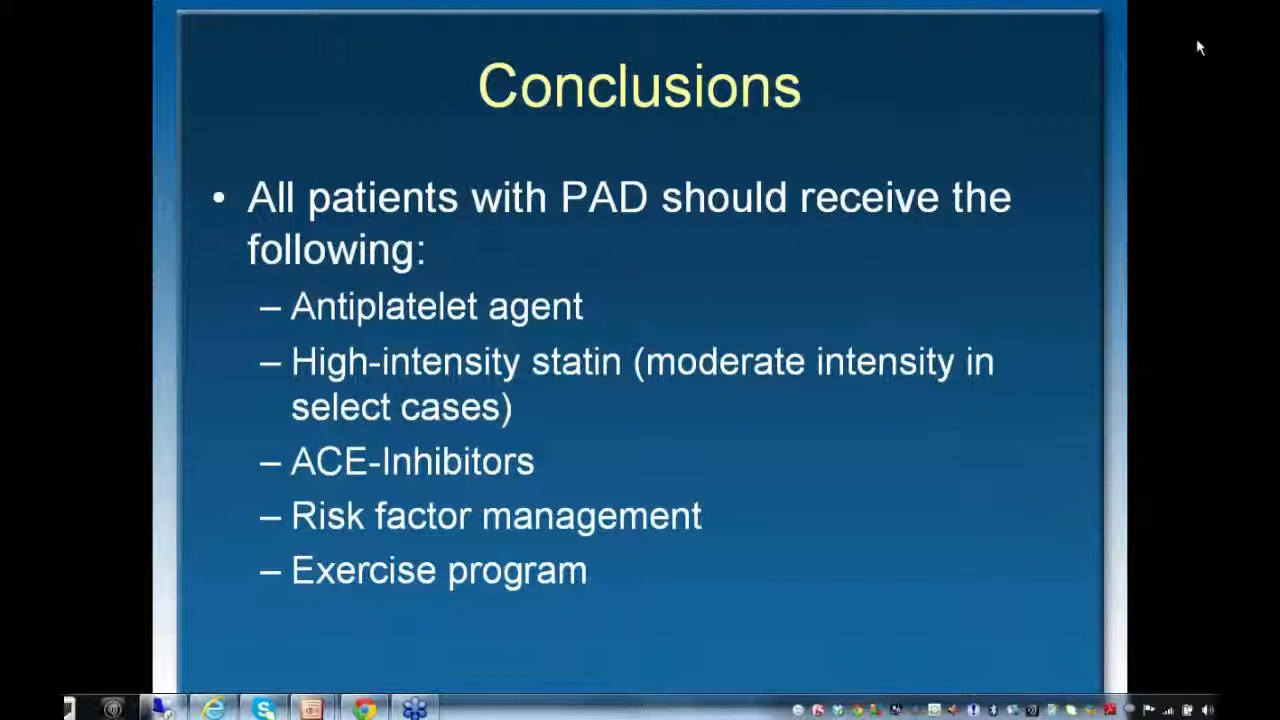 Conclusions
• All patients with PAD should receive the
following:
– Antiplatelet agent
– High-intensity statin (moderate intensity in
select cases)
– ACE-Inhibitors
– Risk factor management
– Exercise program